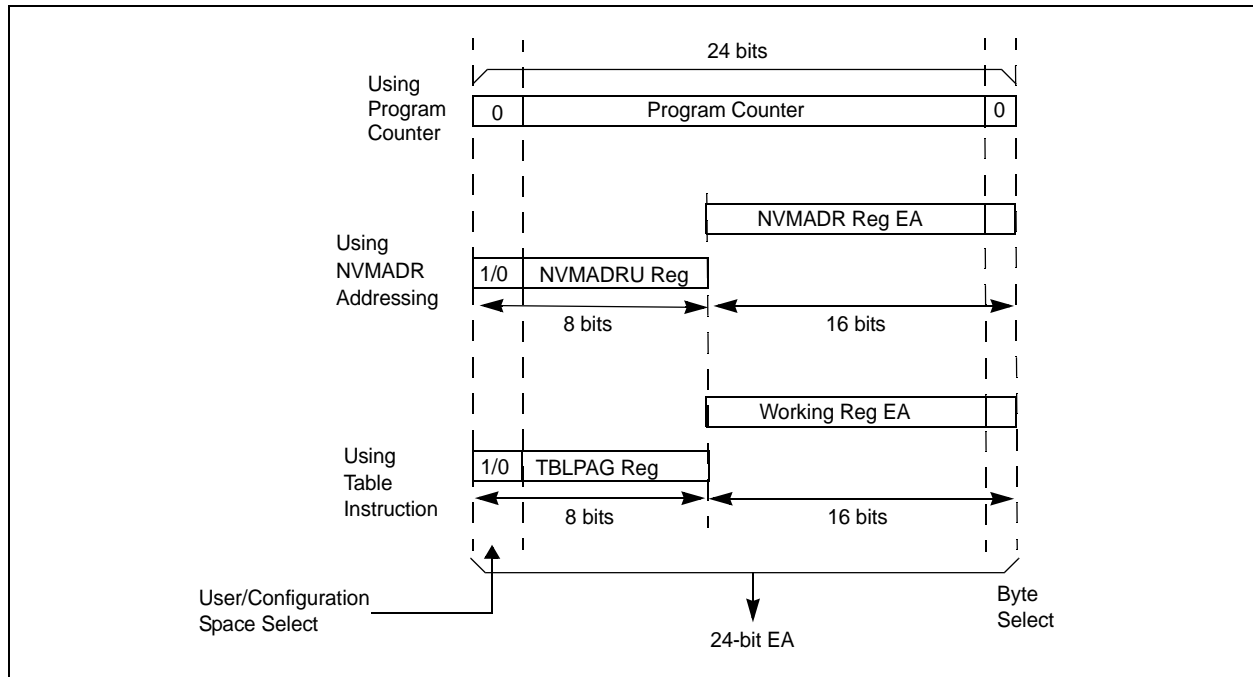 24 bits
Using
Program
Counter
0
Program Counter
0
NVMADR Reg EA
Using
NVMADR
Addressing
1/0
NVMADRU Reg
8 bits
16 bits
Working Reg EA
Using
Table
Instruction
1/0
TBLPAG Reg
8 bits
16 bits
User/Configuration
Space Select
Byte
Select
24-bit EA